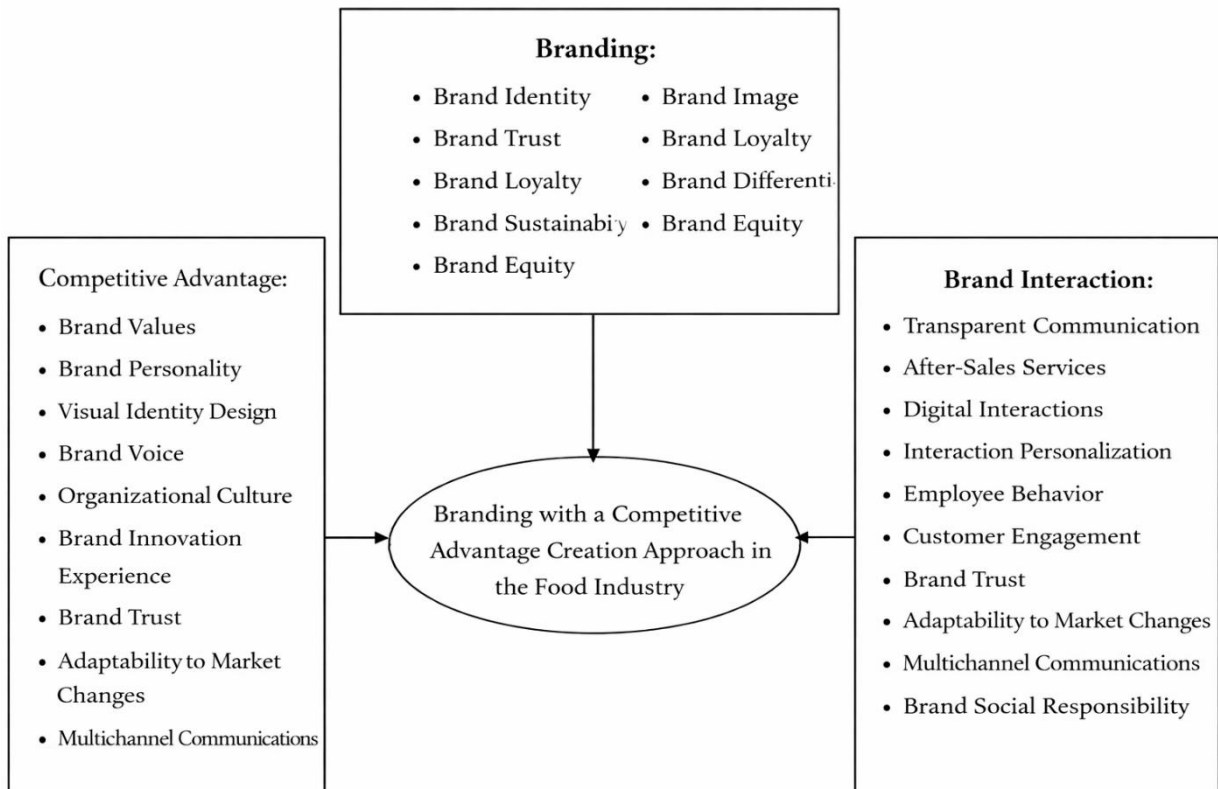 Branding:
• Brand Identity
• Brand Trust
• Brand Loyalty
• Brand Sustainabiy
• Brand Equity
• Brand Image
• Brand Loyalty
• Brand Differenti
• Brand Equity
Competitive Advantage:
• Brand Values
• Brand Personality
• Visual Identity Design
• Brand Voice
• Organizational Culture
• Brand Innovation
Experience
• Brand Trust
• Adaptability to Market
Changes
• Multichannel Communications
Branding with a Competitive
Advantage Creation Approach in
the Food Industry
Brand Interaction:
• Transparent Communication
• After-Sales Services
• Digital Interactions
• Interaction Personalization
• Employee Behavior
• Customer Engagement
• Brand Trust
• Adaptability to Market Changes
• Multichannel Communications
• Brand Social Responsibility